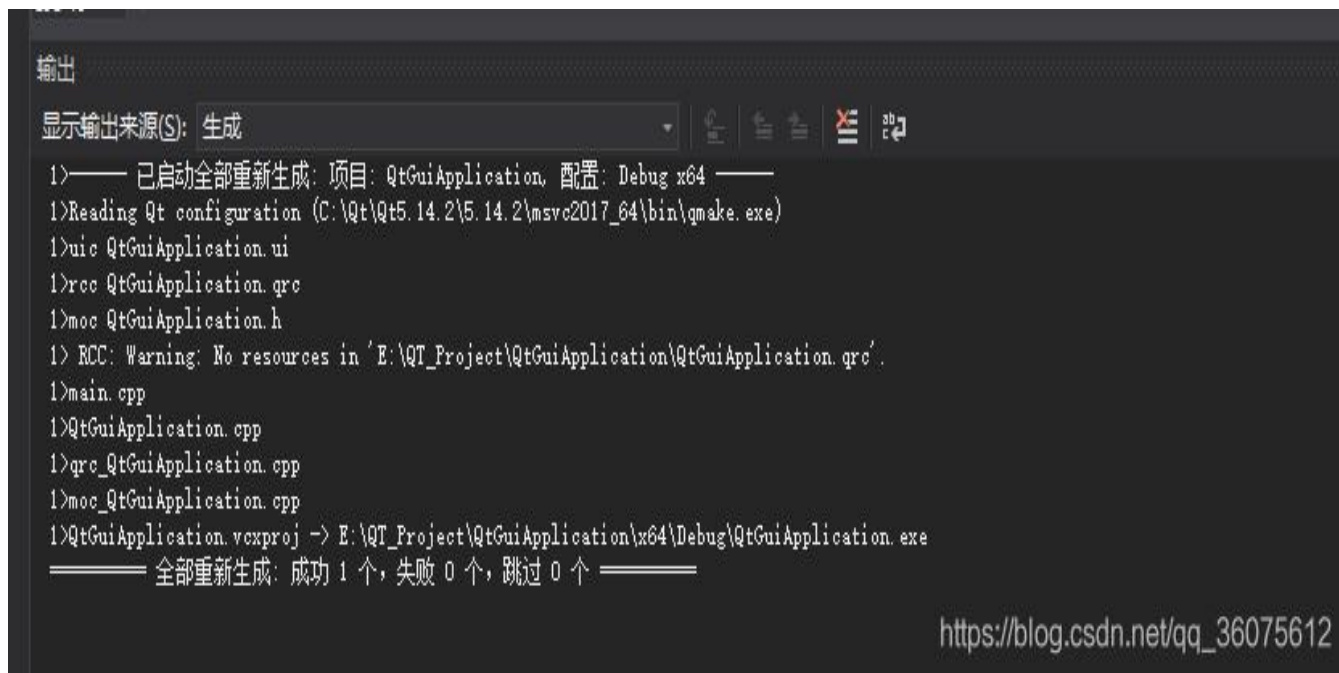 输出
显示输出来源(S): 生成
1>—— 已启动全部重新生成: 项目: QtGuiApplication, 配置: Debug x64 ——
1>Reading Qt configuration (C:\Qt\Qt5.14.2\5.14.2\msvc2017_64\bin\qmake.exe)
1>uic QtGuiApplication.ui
1>rcc QtGuiApplication.qrc
1>moc QtGuiApplication.h
1> RCC: Warning: No resources in 'E:\QT_Project\QtGuiApplication\QtGuiApplication.qrc'.
1>main.cpp
1>QtGuiApplication.cpp
1>qrc_QtGuiApplication.cpp
1>moc_QtGuiApplication.cpp
1>QtGuiApplication.vcxproj -> E:\QT_Project\QtGuiApplication\x64\Debug\QtGuiApplication.exe
========== 全部重新生成: 成功 1 个，失败 0 个，跳过 0 个 ==========
https://blog.csdn.net/qq_36075612